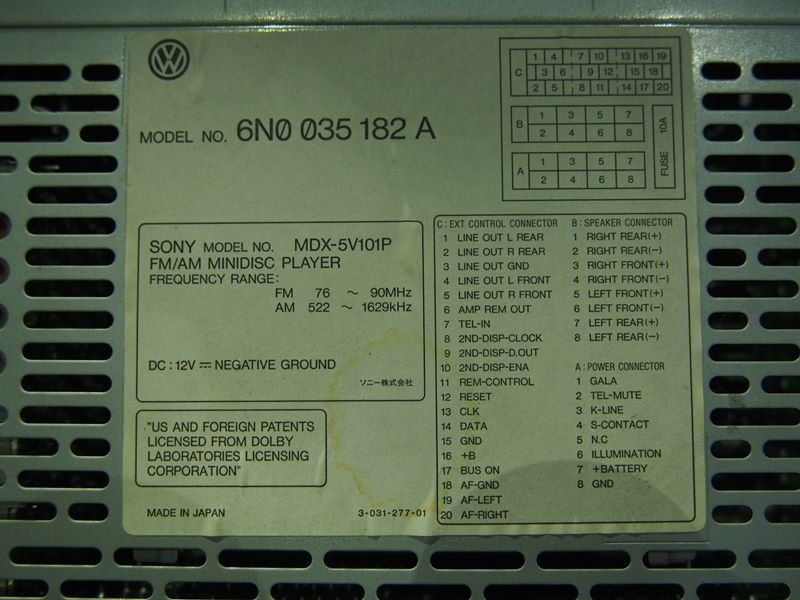 MODEL NO. 6N0 035 182 A
C 1 4 7 10 13 16 19
3 6 9 12 15 18
2 5 8 11 14 17 20
B 1 3 5 7
2 4 6 8
A 1 3 5 7
2 4 6 8
FUSE 10A
SONY MODEL NO. MDX-5V101P
FM/AM MINIDISC PLAYER
FREQUENCY RANGE:
FM 76 ~ 90MHz
AM 522 ~ 1629kHz
DC : 12V ⎓ NEGATIVE GROUND
ソニー株式会社
"US AND FOREIGN PATENTS
LICENSED FROM DOLBY
LABORATORIES LICENSING
CORPORATION"
MADE IN JAPAN
3-031-277-01
C : EXT CONTROL CONNECTOR
1 LINE OUT L REAR
2 LINE OUT R REAR
3 LINE OUT GND
4 LINE OUT L FRONT
5 LINE OUT R FRONT
6 AMP REM OUT
7 TEL-IN
8 2ND-DISP-CLOCK
9 2ND-DISP-D.OUT
10 2ND-DISP-ENA
11 REM-CONTROL
12 RESET
13 CLK
14 DATA
15 GND
16 +B
17 BUS ON
18 AF-GND
19 AF-LEFT
20 AF-RIGHT
B : SPEAKER CONNECTOR
1 RIGHT REAR(+)
2 RIGHT REAR(-)
3 RIGHT FRONT(+)
4 RIGHT FRONT(-)
5 LEFT FRONT(+)
6 LEFT FRONT(-)
7 LEFT REAR(+)
8 LEFT REAR(-)
A : POWER CONNECTOR
1 GALA
2 TEL-MUTE
3 K-LINE
4 S-CONTACT
5 N.C
6 ILLUMINATION
7 +BATTERY
8 GND